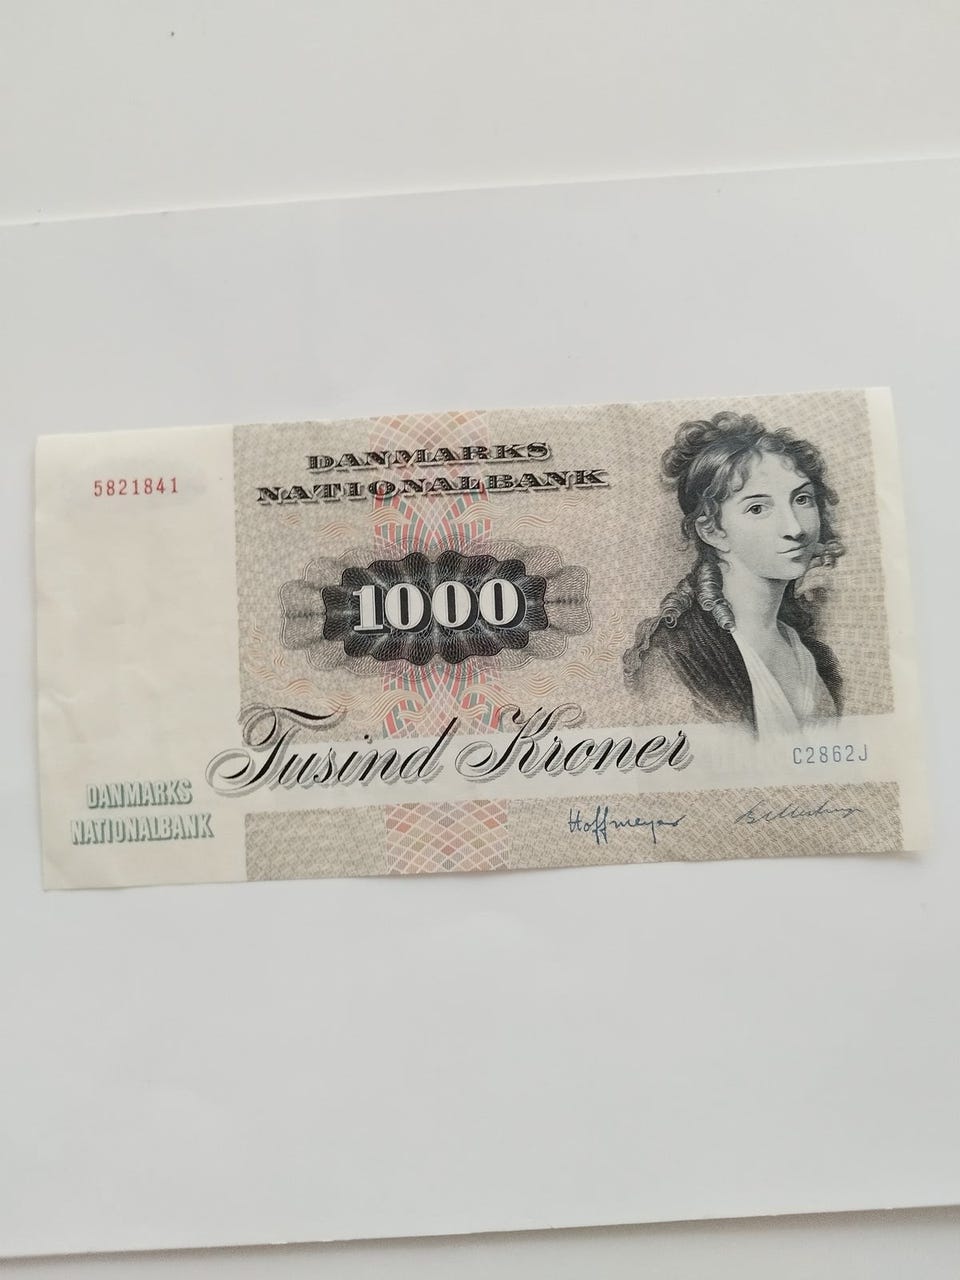 5821841
DANMARKS
NATIONALBANK
1000
Tusind Kroner
C2862J
DANMARKS
NATIONALBANK
Hoffmeyer